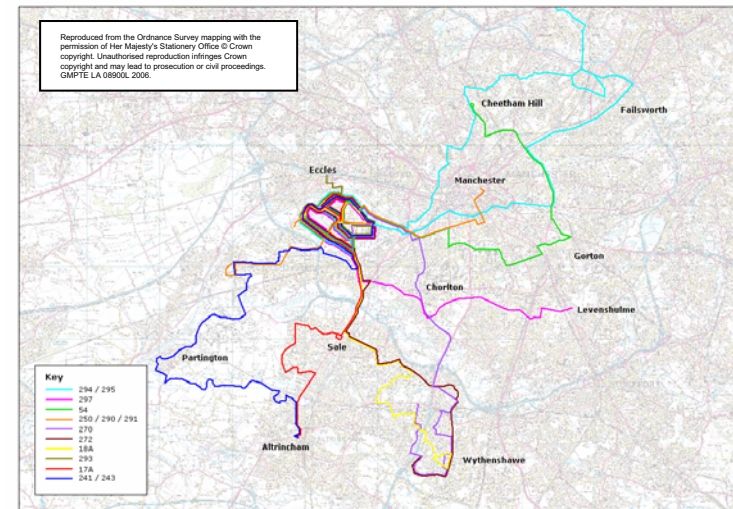 Reproduced from the Ordnance Survey mapping with the
permission of Her Majesty's Stationery Office © Crown
copyright. Unauthorised reproduction infringes Crown
copyright and may lead to prosecution or civil proceedings.
GMPTE LA 08900L 2006.
Cheetham Hill
Failsworth
Eccles
Manchester
Gorton
Chorlton
Levenshulme
Sale
Partington
Altrincham
Wythenshawe
Key
294 / 295
297
54
250 / 290 / 291
270
272
18A
293
17A
241 / 243